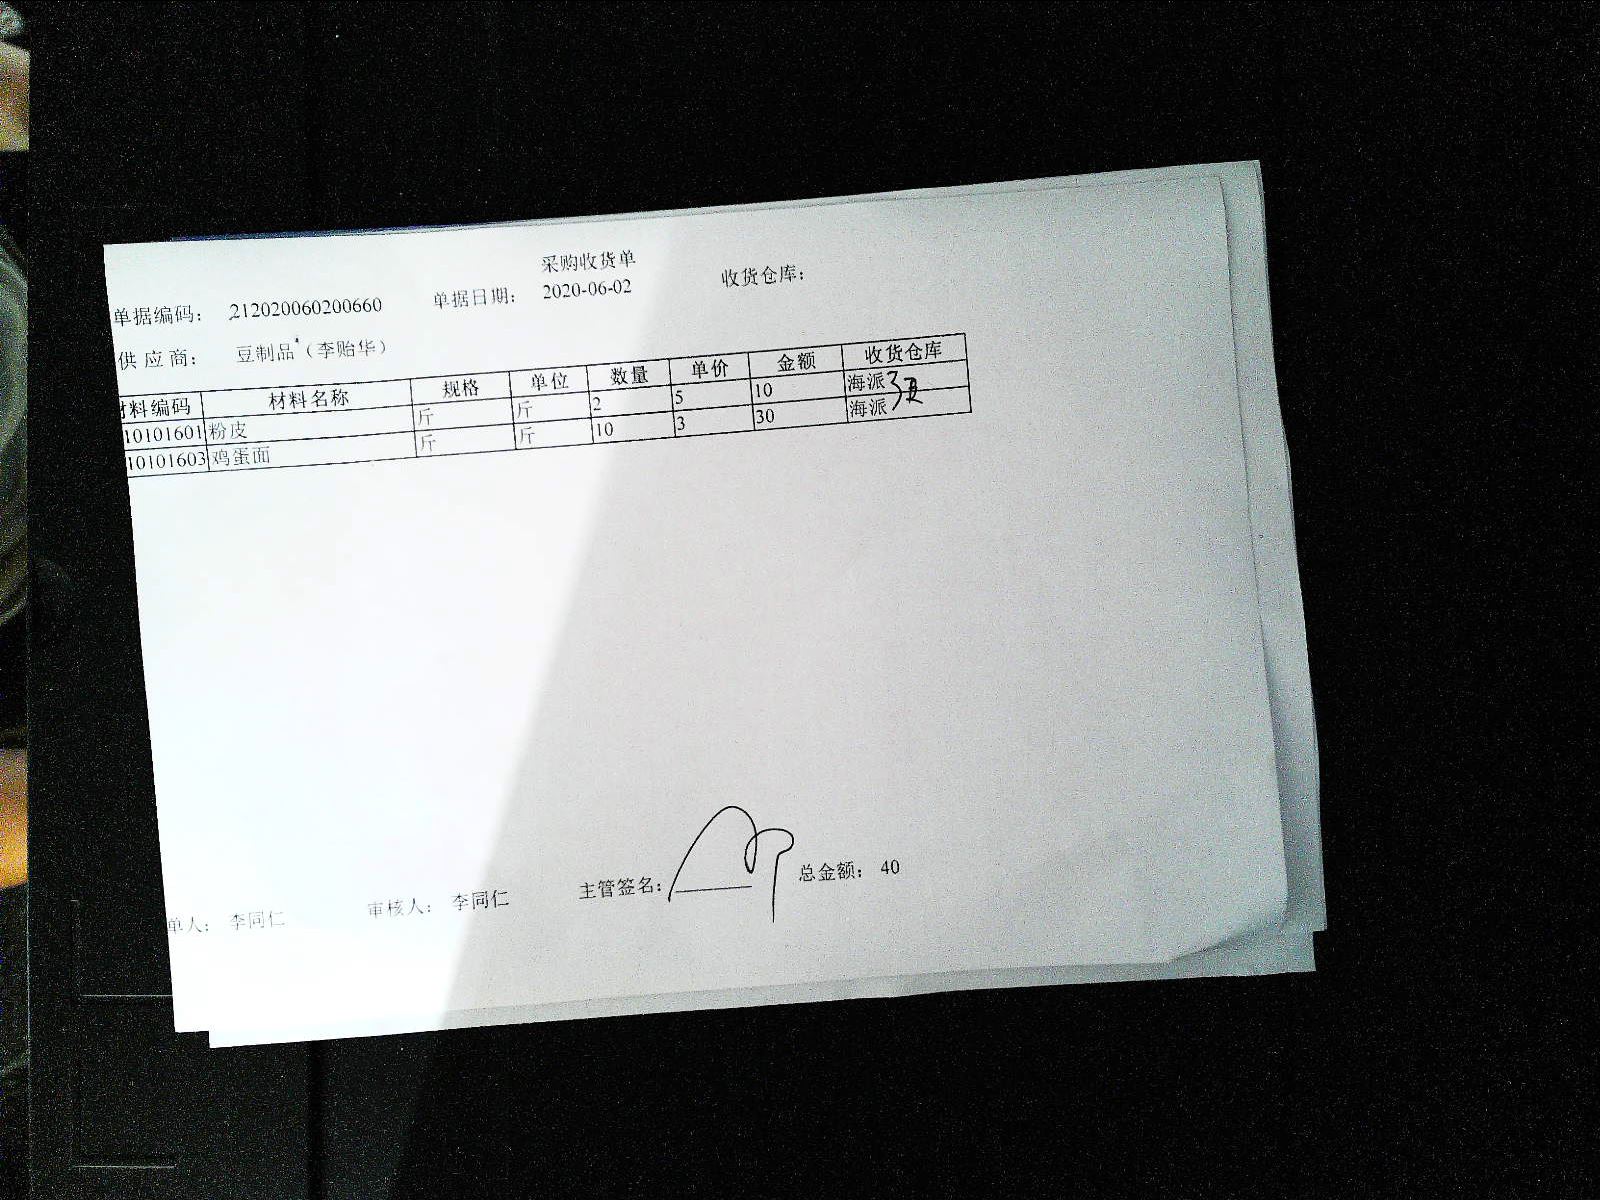 采购收货单
单据编码: 212020060200660 单据日期: 2020-06-02 收货仓库:
供应商: 豆制品（李贻华）
材料编码 材料名称 规格 单位 数量 单价 金额 收货仓库
10101601 粉皮 斤 斤 2 5 10 海派
10101603 鸡蛋面 斤 斤 10 3 30 海派
单人: 李同仁 审核人: 李同仁 主管签名: 总金额: 40